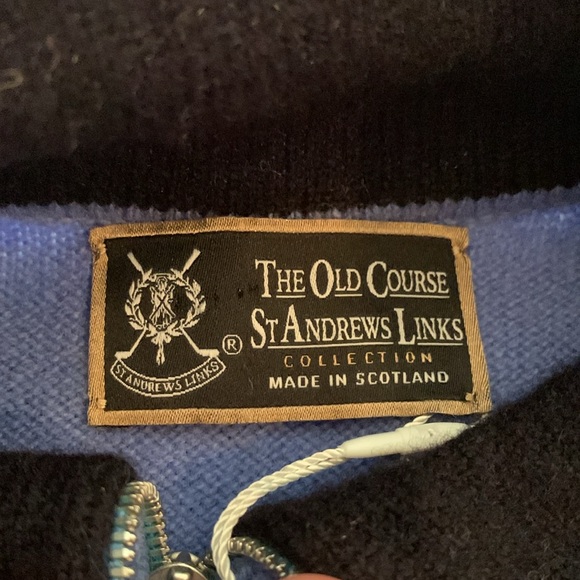 THE OLD COURSE
ST ANDREWS LINKS
COLLECTION
MADE IN SCOTLAND
®
ST ANDREWS LINKS